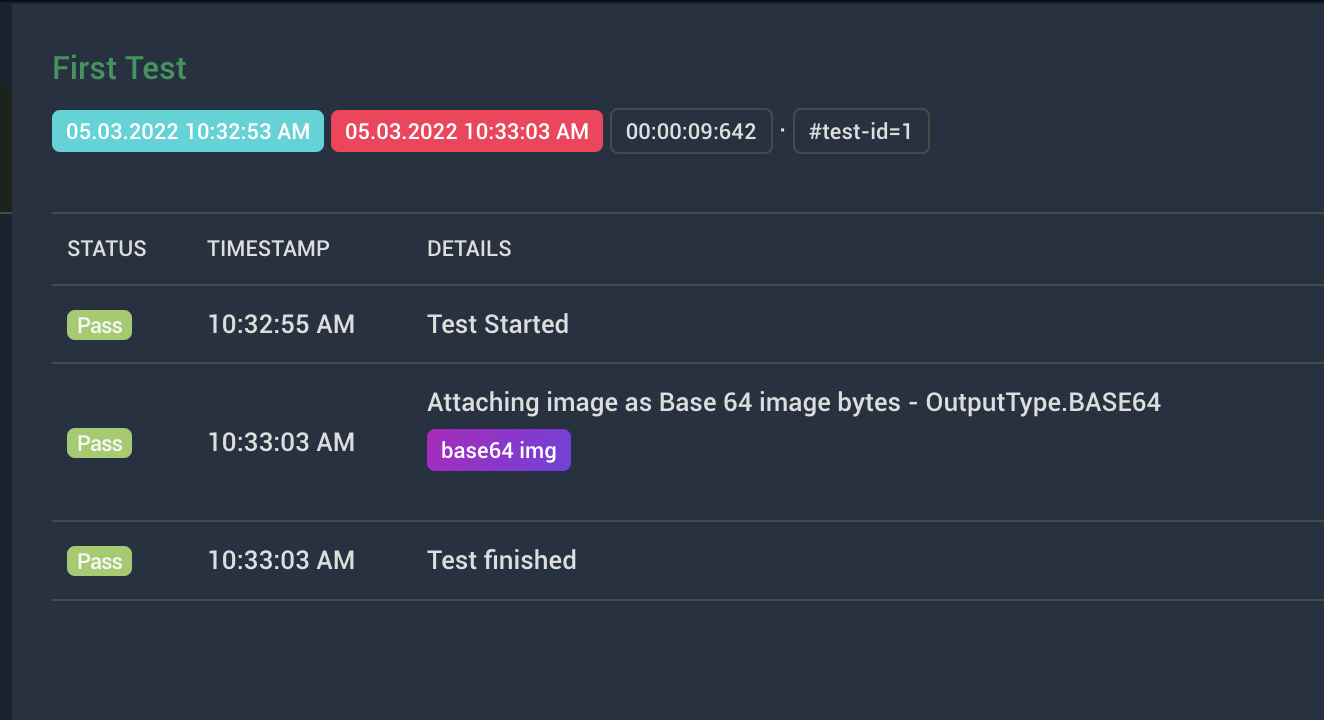 First Test
05.03.2022 10:32:53 AM 05.03.2022 10:33:03 AM 00:00:09:642 · #test-id=1
STATUS TIMESTAMP DETAILS
Pass 10:32:55 AM Test Started
Attaching image as Base 64 image bytes - OutputType.BASE64
Pass 10:33:03 AM
base64 img
Pass 10:33:03 AM Test finished